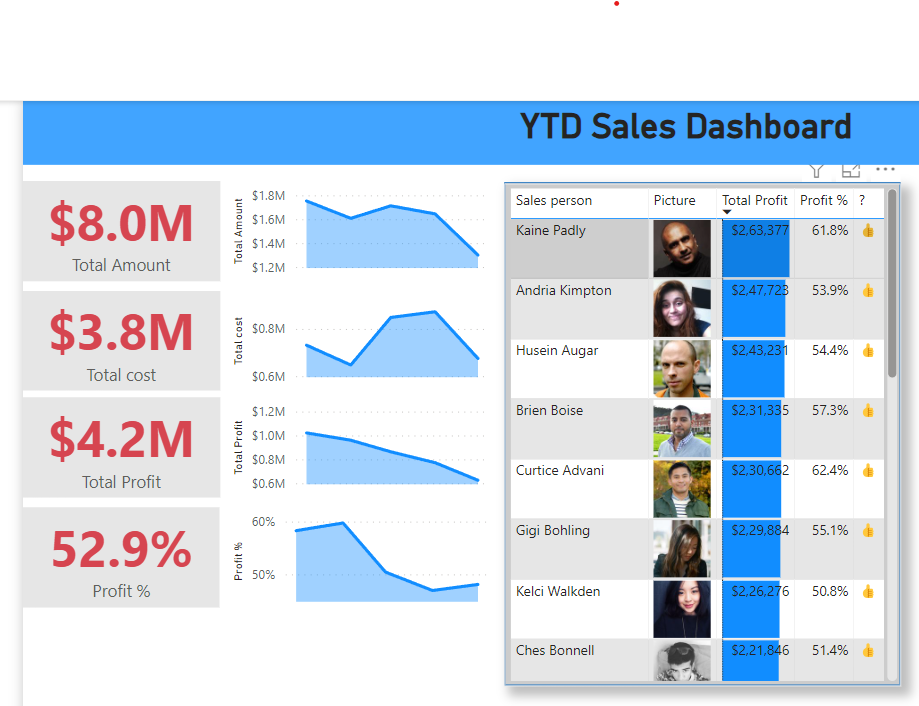 YTD Sales Dashboard
$8.0M
Total Amount
$3.8M
Total cost
$4.2M
Total Profit
52.9%
Profit %
Total Amount
$1.8M
$1.6M
$1.4M
$1.2M
Total cost
$0.8M
$0.6M
Total Profit
$1.2M
$1.0M
$0.8M
$0.6M
Profit %
60%
50%
Sales person Picture Total Profit Profit % ?
Kaine Padly $2,63,377 61.8% 👍
Andria Kimpton $2,47,723 53.9% 👍
Husein Augar $2,43,231 54.4% 👍
Brien Boise $2,31,335 57.3% 👍
Curtice Advani $2,30,662 62.4% 👍
Gigi Bohling $2,29,884 55.1% 👍
Kelci Walkden $2,26,276 50.8% 👍
Ches Bonnell $2,21,846 51.4% 👍